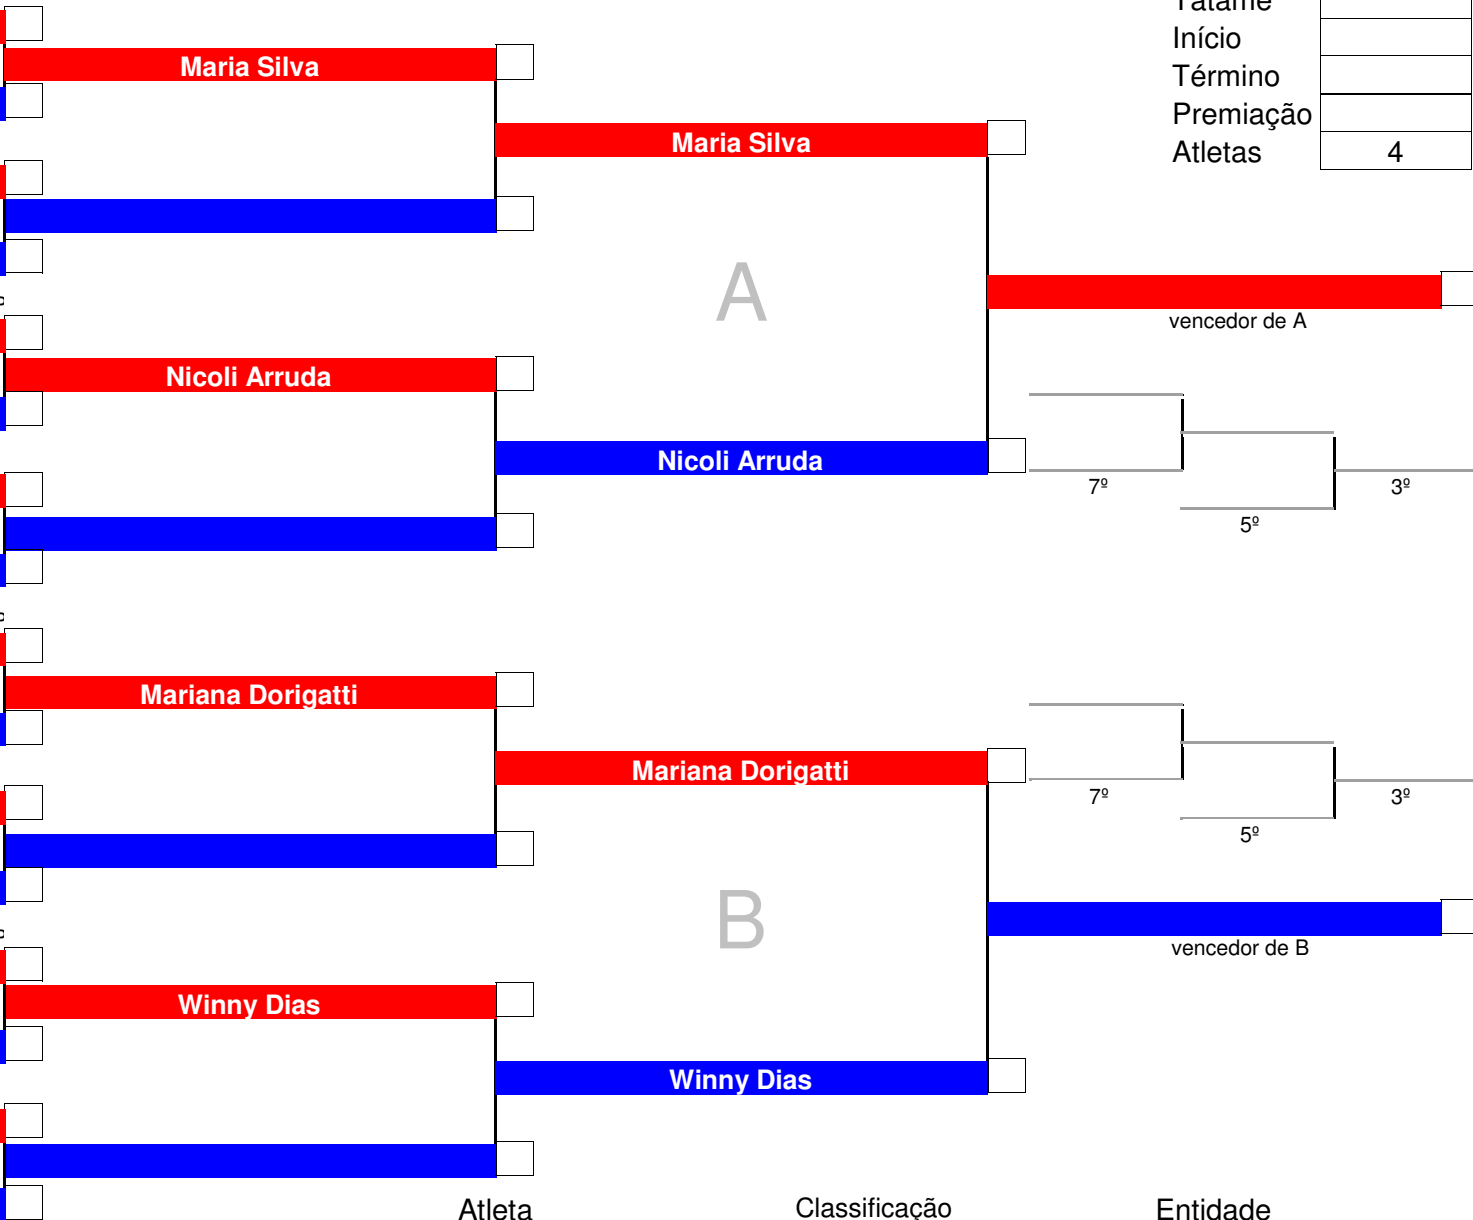 Tatame
Início
Término
Premiação
Atletas 4
Maria Silva
Maria Silva
A
vencedor de A
Nicoli Arruda
Nicoli Arruda
7º
3º
5º
Mariana Dorigatti
Mariana Dorigatti
7º
3º
5º
B
vencedor de B
Winny Dias
Winny Dias
Atleta Classificação Entidade